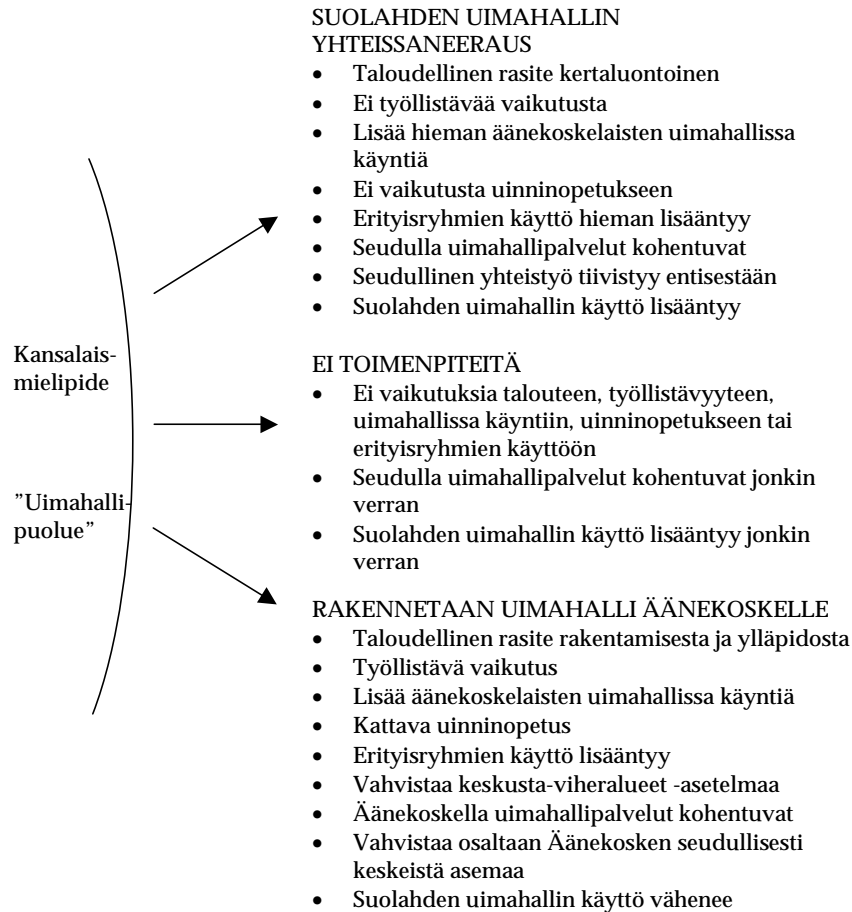 SUOLAHDEN UIMAHALLIN
YHTEISSANEERAUS
• Taloudellinen rasite kertaluontoinen
• Ei työllistävää vaikutusta
• Lisää hieman äänekoskelaisten uimahallissa
käyntiä
• Ei vaikutusta uinninopetukseen
• Erityisryhmien käyttö hieman lisääntyy
• Seudulla uimahallipalvelut kohentuvat
• Seudullinen yhteistyö tiivistyy entisestään
• Suolahden uimahallin käyttö lisääntyy
Kansalais-
mielipide
"Uimahalli-
puolue"
EI TOIMENPITEITÄ
• Ei vaikutuksia talouteen, työllistävyyteen,
uimahallissa käyntiin, uinninopetukseen tai
erityisryhmien käyttöön
• Seudulla uimahallipalvelut kohentuvat jonkin
verran
• Suolahden uimahallin käyttö lisääntyy jonkin
verran
RAKENNETAAN UIMAHALLI ÄÄNEKOSKELLE
• Taloudellinen rasite rakentamisesta ja ylläpidosta
• Työllistävä vaikutus
• Lisää äänekoskelaisten uimahallissa käyntiä
• Kattava uinninopetus
• Erityisryhmien käyttö lisääntyy
• Vahvistaa keskusta-viheralueet -asetelmaa
• Äänekoskella uimahallipalvelut kohentuvat
• Vahvistaa osaltaan Äänekosken seudullisesti
keskeistä asemaa
• Suolahden uimahallin käyttö vähenee